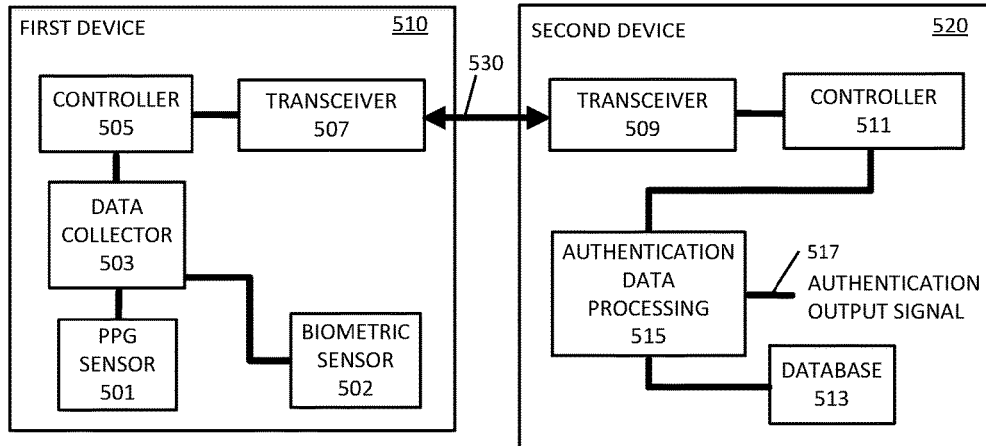 FIRST DEVICE
510
CONTROLLER
505
TRANSCEIVER
507
DATA
COLLECTOR
503
PPG
SENSOR
501
BIOMETRIC
SENSOR
502
530
SECOND DEVICE
520
TRANSCEIVER
509
CONTROLLER
511
AUTHENTICATION
DATA
PROCESSING
515
517
AUTHENTICATION
OUTPUT SIGNAL
DATABASE
513